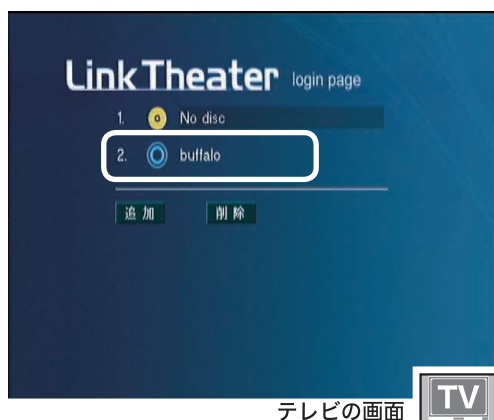 LinkTheater login page
1. No disc
2. buffalo
追加 削除
テレビの画面 TV